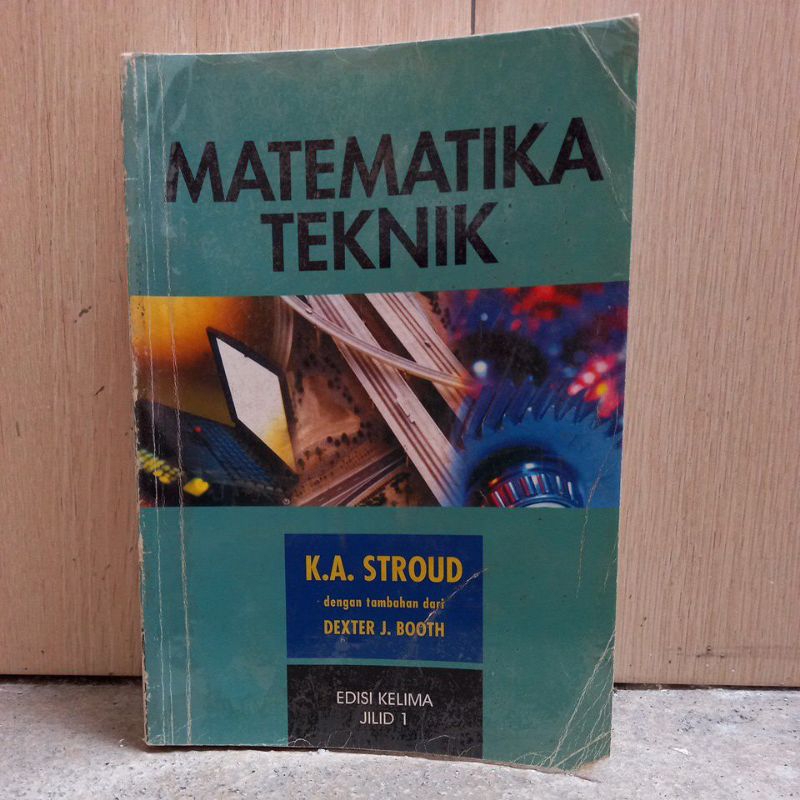 MATEMATIKA
TEKNIK
K.A. STROUD
dengan tambahan dari
DEXTER J. BOOTH
EDISI KELIMA
JILID 1